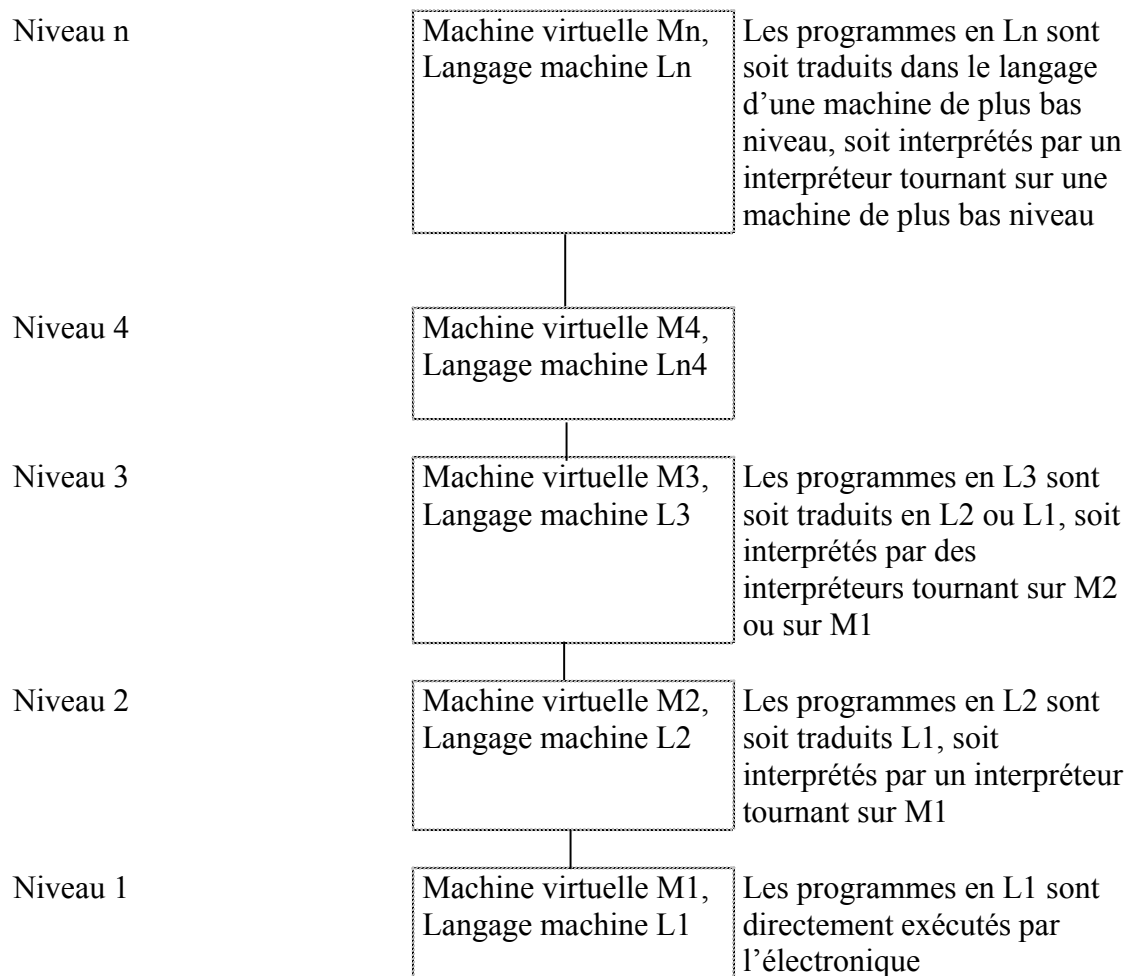 Niveau n
Machine virtuelle Mn,
Langage machine Ln
Les programmes en Ln sont
soit traduits dans le langage
d’une machine de plus bas
niveau, soit interprétés par un
interpréteur tournant sur une
machine de plus bas niveau
Niveau 4
Machine virtuelle M4,
Langage machine Ln4
Niveau 3
Machine virtuelle M3,
Langage machine L3
Les programmes en L3 sont
soit traduits en L2 ou L1, soit
interprétés par des
interpréteurs tournant sur M2
ou sur M1
Niveau 2
Machine virtuelle M2,
Langage machine L2
Les programmes en L2 sont
soit traduits L1, soit
interprétés par un interpréteur
tournant sur M1
Niveau 1
Machine virtuelle M1,
Langage machine L1
Les programmes en L1 sont
directement exécutés par
l’électronique